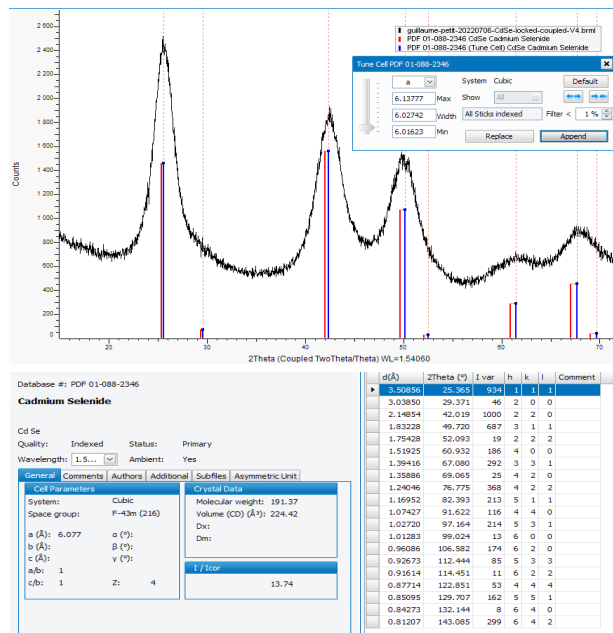 2 600
2 400
2 200
2 000
1 800
1 600
1 400
1 200
1 000
800
600
400
200
0
Counts
20 30 40 50 60 70
2Theta (Coupled TwoTheta/Theta) WL=1.54060
guillaume-petit-20220706-CdSe-locked-coupled-V4.brml
PDF 01-088-2346 CdSe Cadmium Selenide
PDF 01-088-2346 (Tune Cell) CdSe Cadmium Selenide
Tune Cell PDF 01-088-2346
a System Cubic Default
6.13777 Max Show All
6.02742 Width All Sticks indexed Filter < 1 %
6.01623 Min Replace Append
Database #: PDF 01-088-2346
Cadmium Selenide
Cd Se
Quality: Indexed Status: Primary
Wavelength: 1.5... Ambient: Yes
General Comments Authors Additional Subfiles Asymmetric Unit
Cell Parameters
System: Cubic
Space group: F-43m (216)
a (Å): 6.077 α (°):
b (Å): β (°):
c (Å): γ (°):
a/b: 1
c/b: 1 Z: 4
Crystal Data
Molecular weight: 191.37
Volume (CD) (Å³): 224.42
Dx:
Dm:
I / Icor
13.74
d(Å) 2Theta (°) I var h k l Comment
3.50856 25.365 934 1 1 1
3.03850 29.371 46 2 0 0
2.14854 42.019 1000 2 2 0
1.83228 49.720 687 3 1 1
1.75428 52.093 19 2 2 2
1.51925 60.932 186 4 0 0
1.39416 67.080 292 3 3 1
1.35886 69.065 25 4 2 0
1.24046 76.775 368 4 2 2
1.16952 82.393 213 5 1 1
1.07427 91.622 116 4 4 0
1.02720 97.164 214 5 3 1
1.01283 99.024 13 6 0 0
0.96086 106.582 174 6 2 0
0.92673 112.444 85 5 3 3
0.91614 114.451 11 6 2 2
0.87714 122.851 53 4 4 4
0.85095 129.707 162 5 5 1
0.84273 132.144 8 6 4 0
0.81207 143.085 299 6 4 2